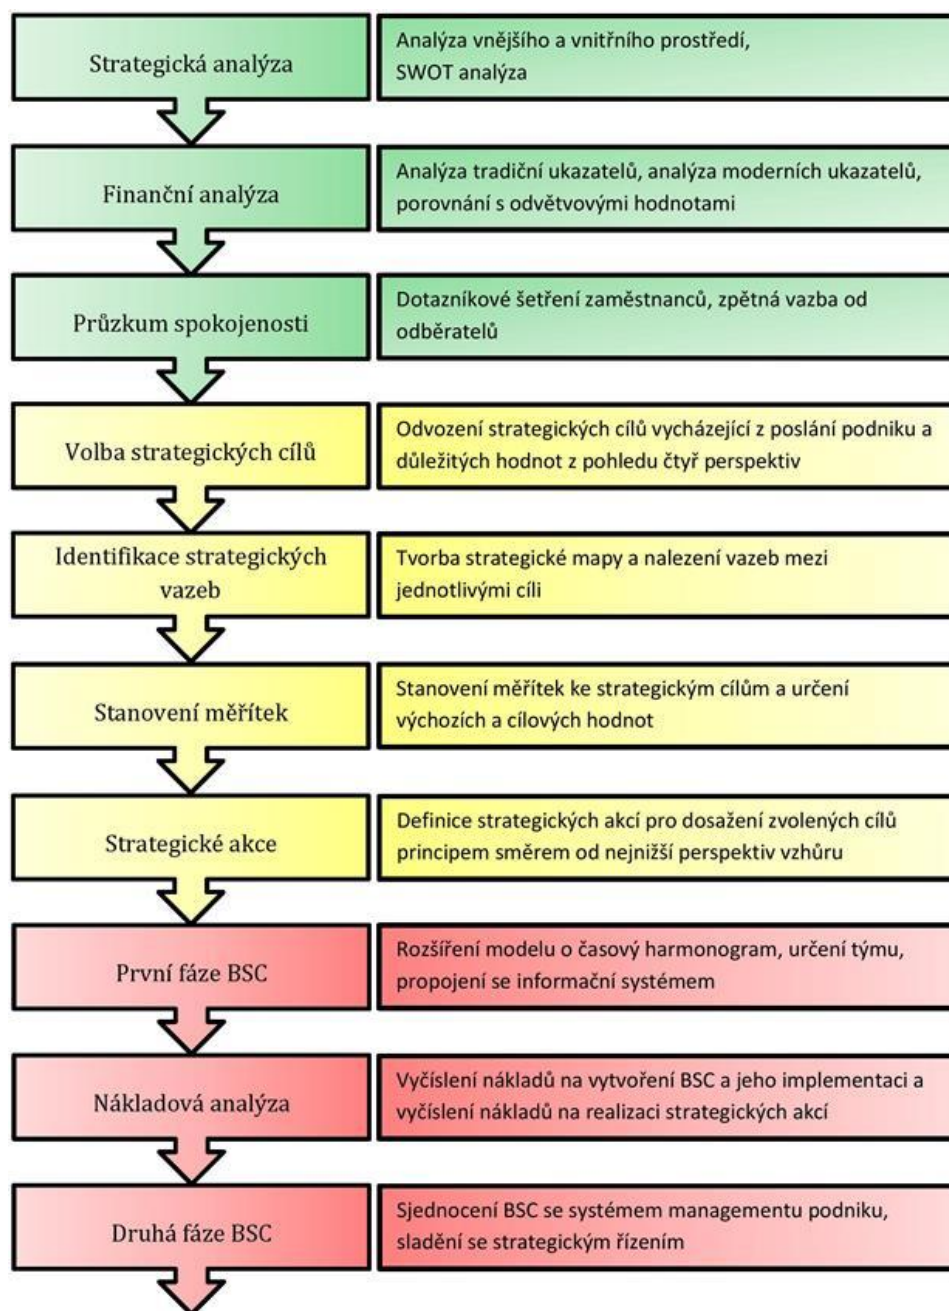 Strategická analýza
Analýza vnějšího a vnitřního prostředí,
SWOT analýza
Finanční analýza
Analýza tradiční ukazatelů, analýza moderních ukazatelů,
porovnání s odvětvovými hodnotami
Průzkum spokojenosti
Dotazníkové šetření zaměstnanců, zpětná vazba od
odběratelů
Volba strategických cílů
Odvození strategických cílů vycházející z poslání podniku a
důležitých hodnot z pohledu čtyř perspektiv
Identifikace strategických
vazeb
Tvorba strategické mapy a nalezení vazeb mezi
jednotlivými cíli
Stanovení měřítek
Stanovení měřítek ke strategickým cílům a určení
výchozích a cílových hodnot
Strategické akce
Definice strategických akcí pro dosažení zvolených cílů
principem směrem od nejnižší perspektiv vzhůru
První fáze BSC
Rozšíření modelu o časový harmonogram, určení týmu,
propojení se informační systémem
Nákladová analýza
Vyčíslení nákladů na vytvoření BSC a jeho implementaci a
vyčíslení nákladů na realizaci strategických akcí
Druhá fáze BSC
Sjednocení BSC se systémem managementu podniku,
sladění se strategickým řízením